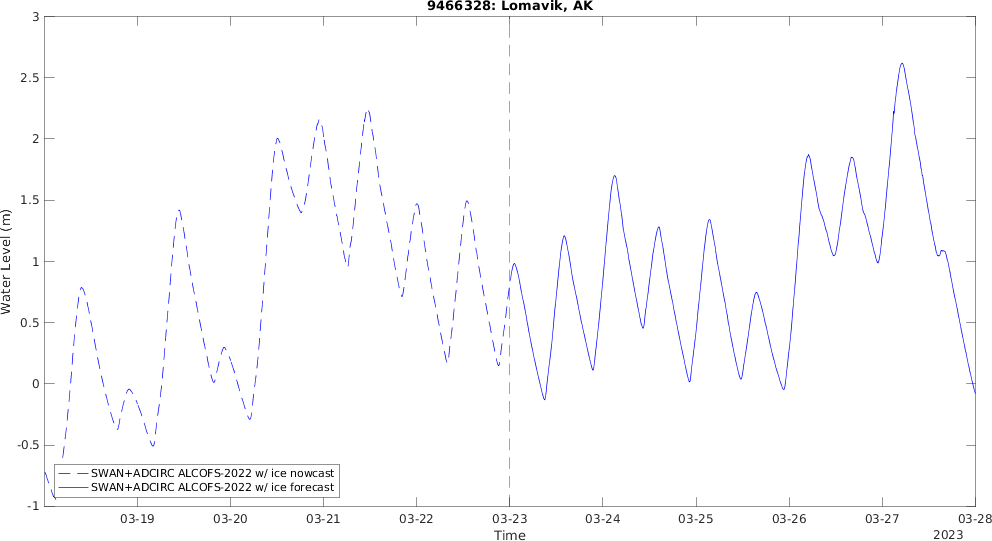 9466328: Lomavik, AK
Water Level (m)
3
2.5
2
1.5
1
0.5
0
-0.5
-1
SWAN+ADCIRC ALCOFS-2022 w/ ice nowcast
SWAN+ADCIRC ALCOFS-2022 w/ ice forecast
03-19 03-20 03-21 03-22 03-23 03-24 03-25 03-26 03-27 03-28
Time
2023